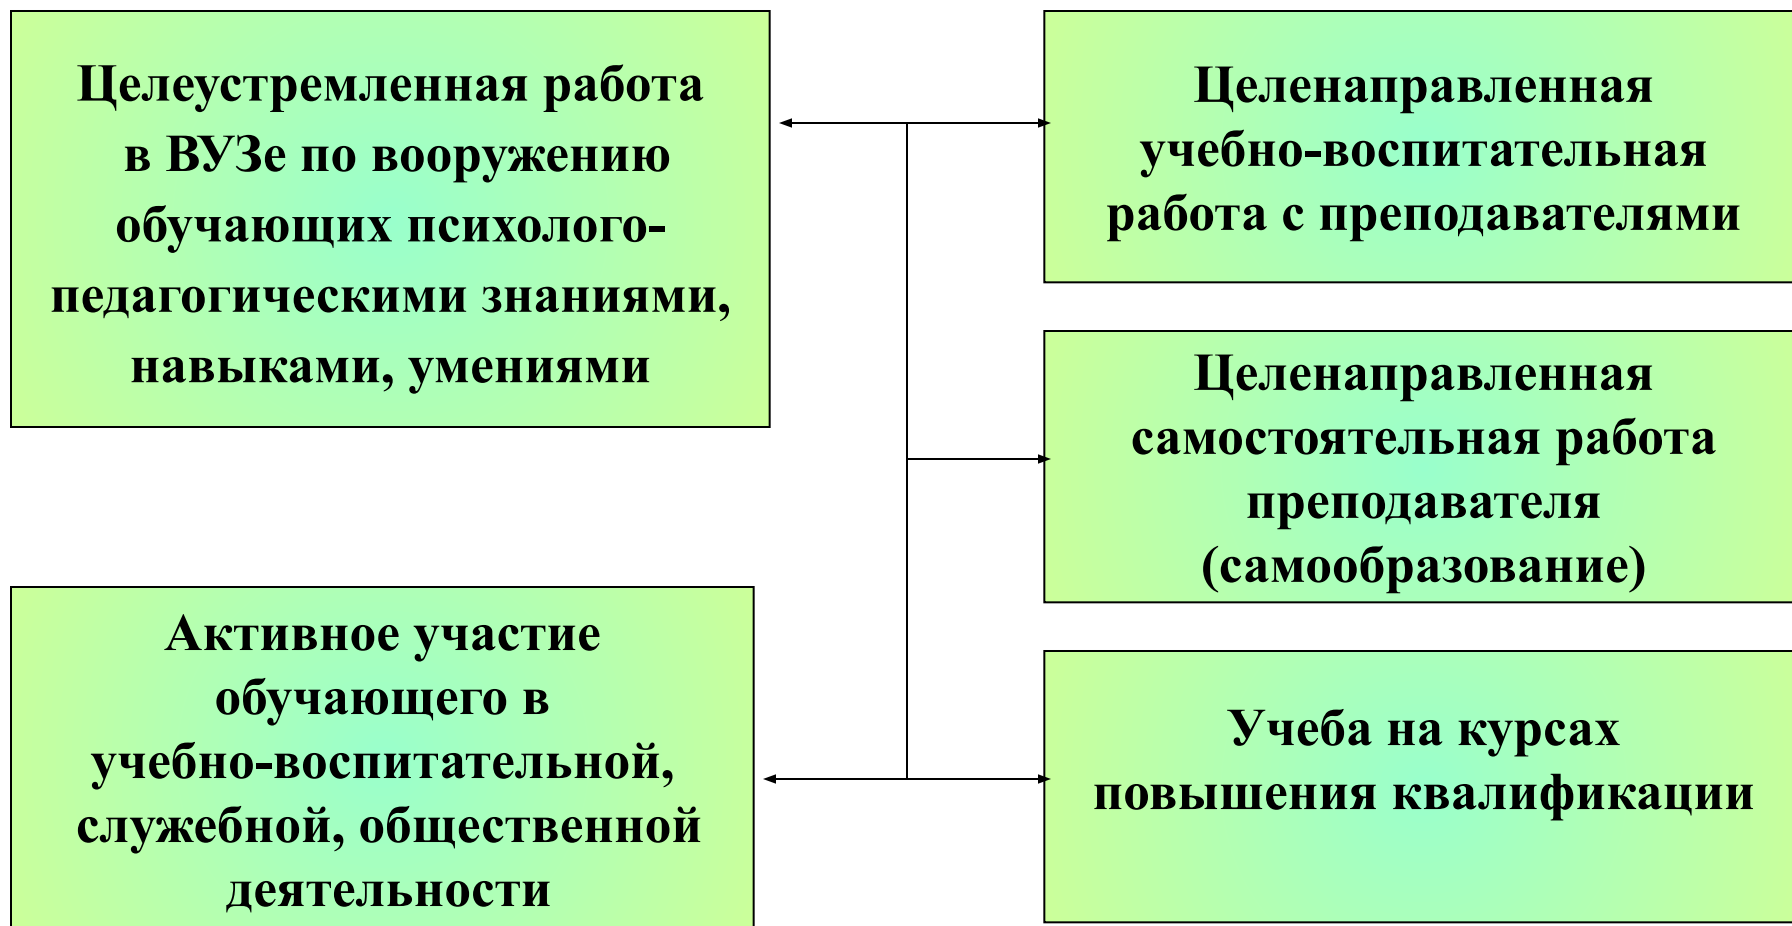 Целеустремленная работа
в ВУЗе по вооружению
обучающих психолого-
педагогическими знаниями,
навыками, умениями
Активное участие
обучающего в
учебно-воспитательной,
служебной, общественной
деятельности
Целенаправленная
учебно-воспитательная
работа с преподавателями
Целенаправленная
самостоятельная работа
преподавателя
(самообразование)
Учеба на курсах
повышения квалификации